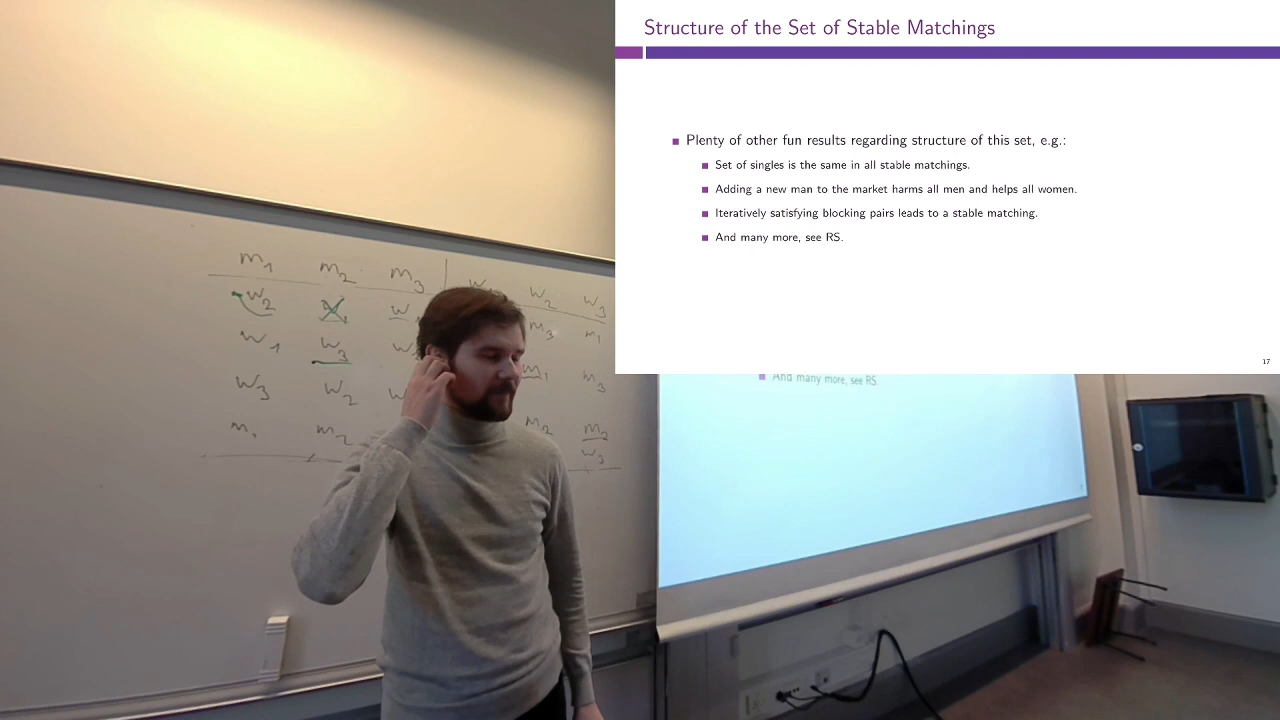 Structure of the Set of Stable Matchings
Plenty of other fun results regarding structure of this set, e.g.:
Set of singles is the same in all stable matchings.
Adding a new man to the market harms all men and helps all women.
Iteratively satisfying blocking pairs leads to a stable matching.
And many more, see RS.
17
And many more, see RS.
m₁ m₂ m₃ w₂ w₃
w₂ w m₃ m₁
w₁ w₃ w m₁ m₃
w₃ w₂ w m₂ m₂
m₂ w₃